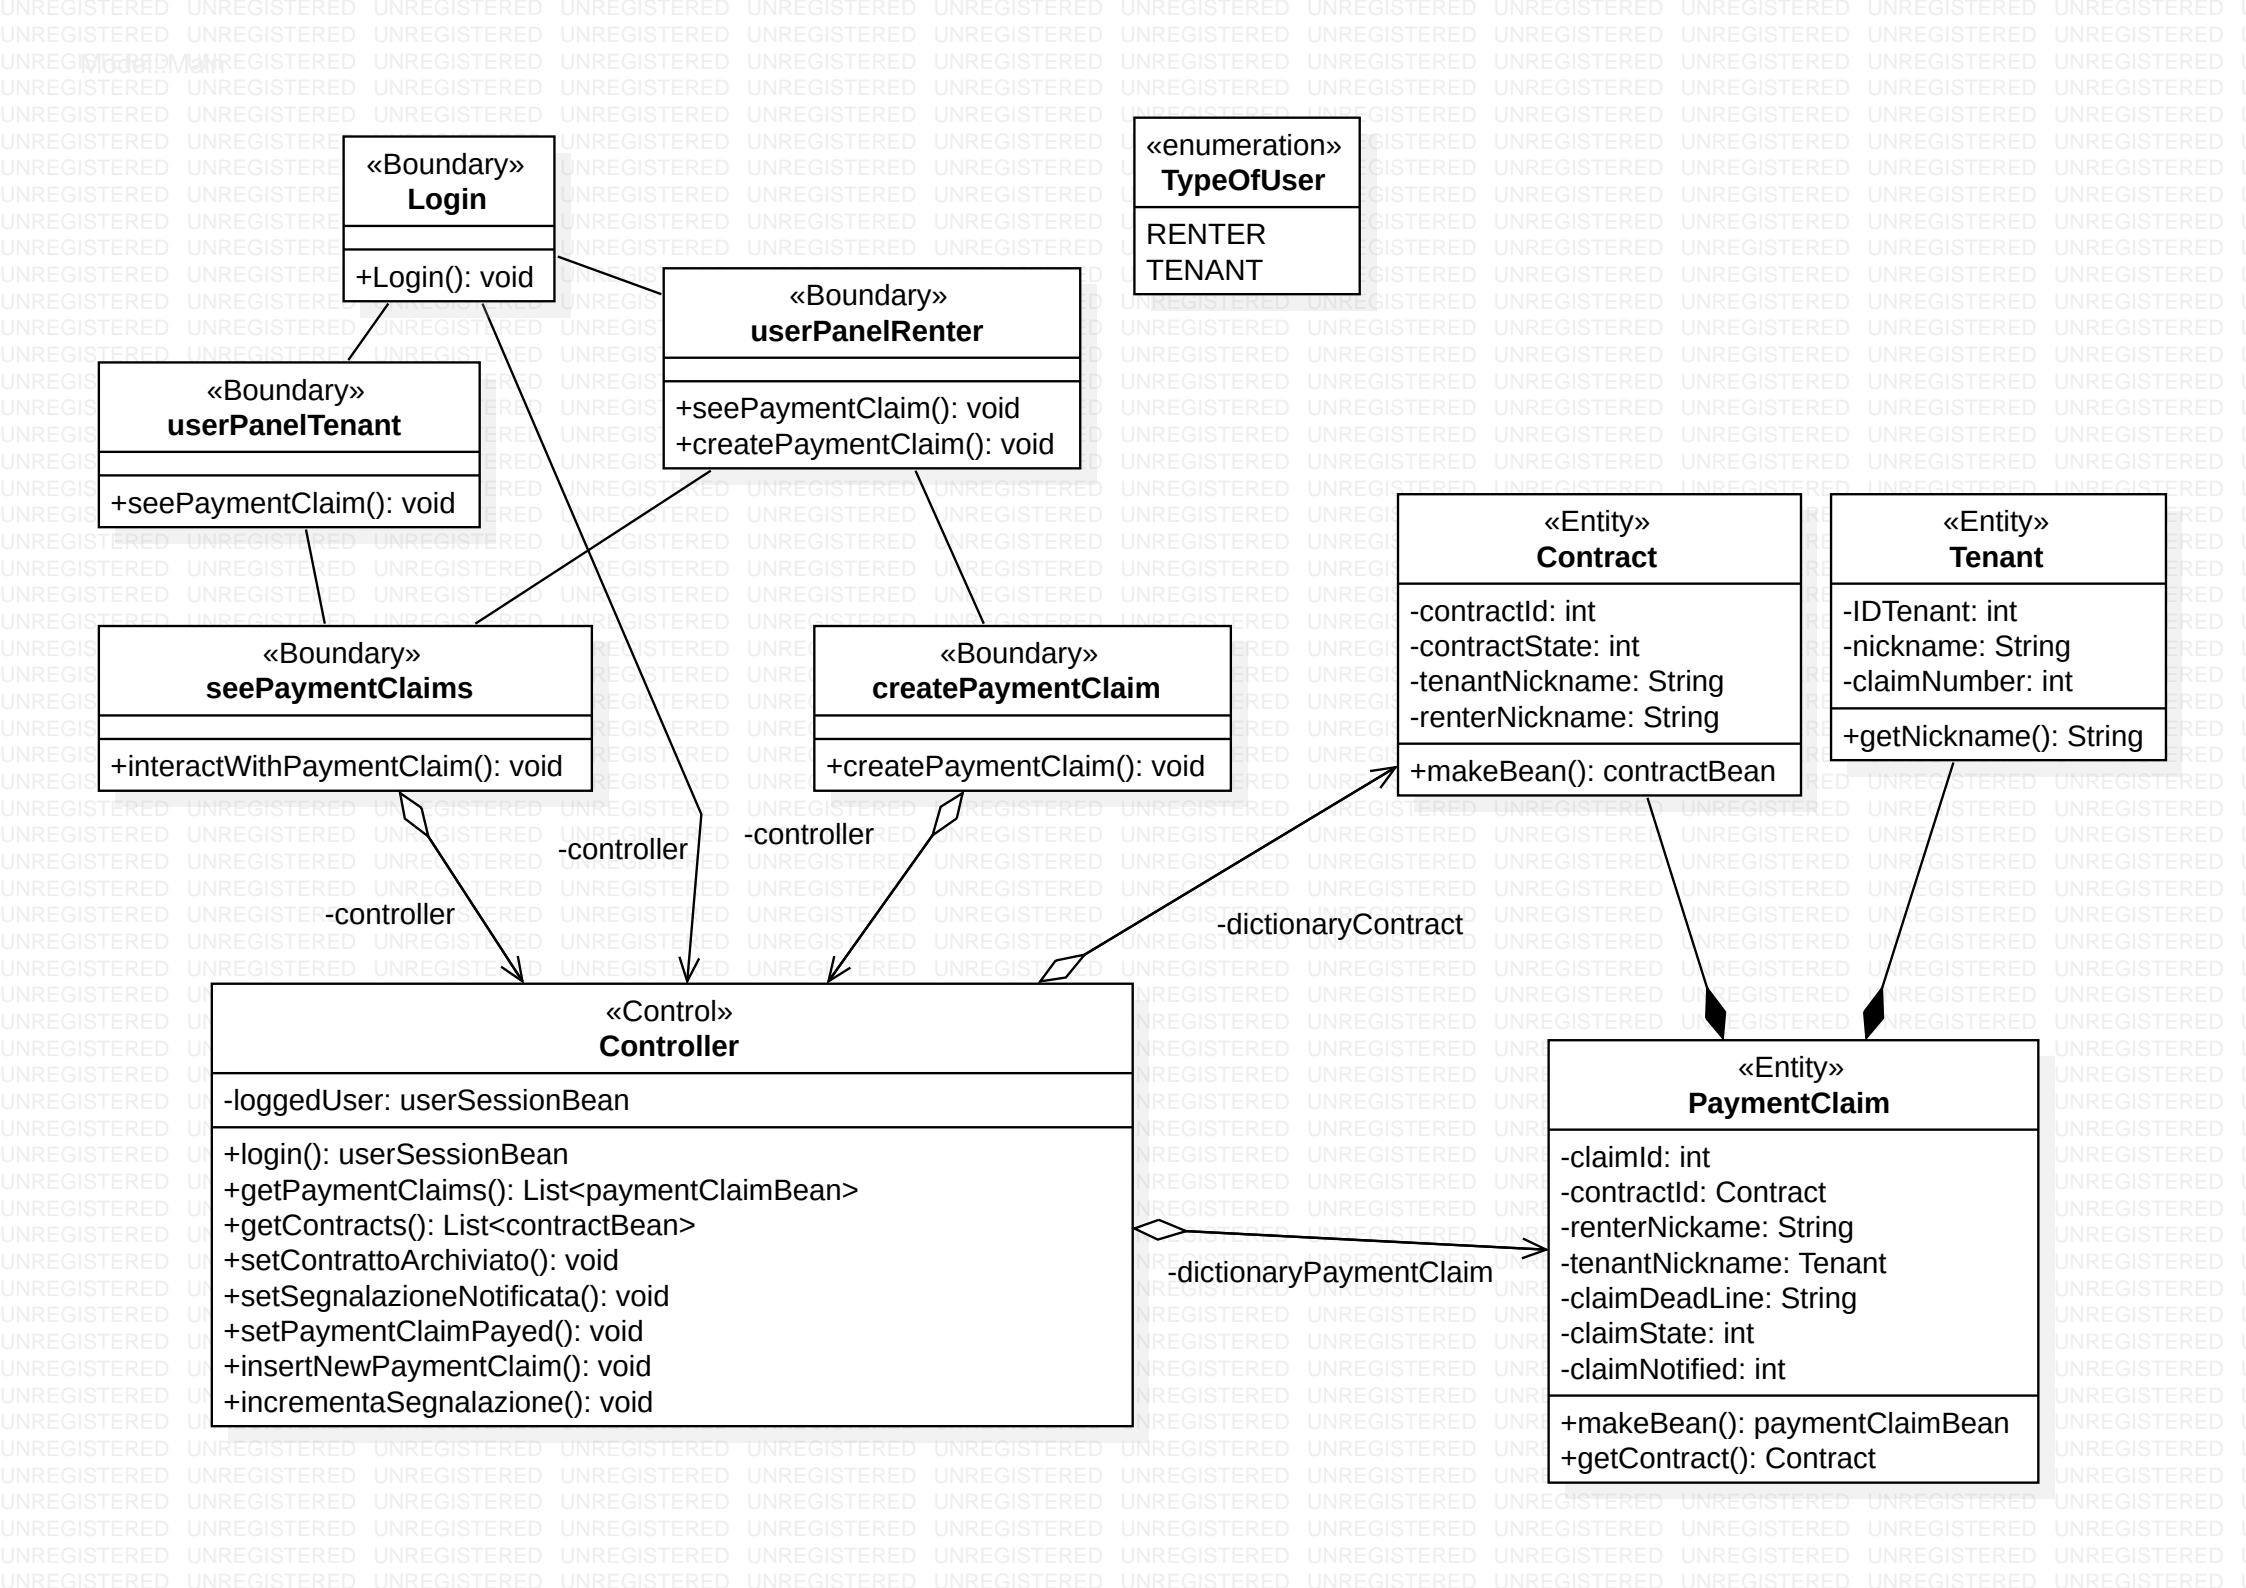 Model::Main
«Boundary»
Login
+Login(): void
«enumeration»
TypeOfUser
RENTER
TENANT
«Boundary»
userPanelRenter
+seePaymentClaim(): void
+createPaymentClaim(): void
«Boundary»
userPanelTenant
+seePaymentClaim(): void
«Entity»
Contract
-contractId: int
-contractState: int
-tenantNickname: String
-renterNickname: String
+makeBean(): contractBean
«Entity»
Tenant
-IDTenant: int
-nickname: String
-claimNumber: int
+getNickname(): String
«Boundary»
seePaymentClaims
+interactWithPaymentClaim(): void
«Boundary»
createPaymentClaim
+createPaymentClaim(): void
-controller
-controller
-controller
-dictionaryContract
«Control»
Controller
-loggedUser: userSessionBean
+login(): userSessionBean
+getPaymentClaims(): List<paymentClaimBean>
+getContracts(): List<contractBean>
+setContrattoArchiviato(): void
+setSegnalazioneNotificata(): void
+setPaymentClaimPayed(): void
+insertNewPaymentClaim(): void
+incrementaSegnalazione(): void
-dictionaryPaymentClaim
«Entity»
PaymentClaim
-claimId: int
-contractId: Contract
-renterNickame: String
-tenantNickname: Tenant
-claimDeadLine: String
-claimState: int
-claimNotified: int
+makeBean(): paymentClaimBean
+getContract(): Contract
UNREGISTERED